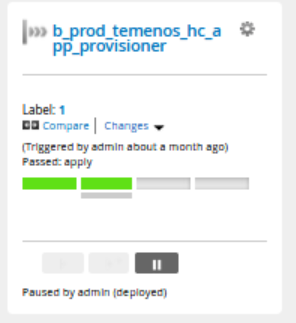 b_prod_temenos_hc_a
pp_provisioner
Label: 1
Compare | Changes
(Triggered by admin about a month ago)
Passed: apply
Paused by admin (deployed)